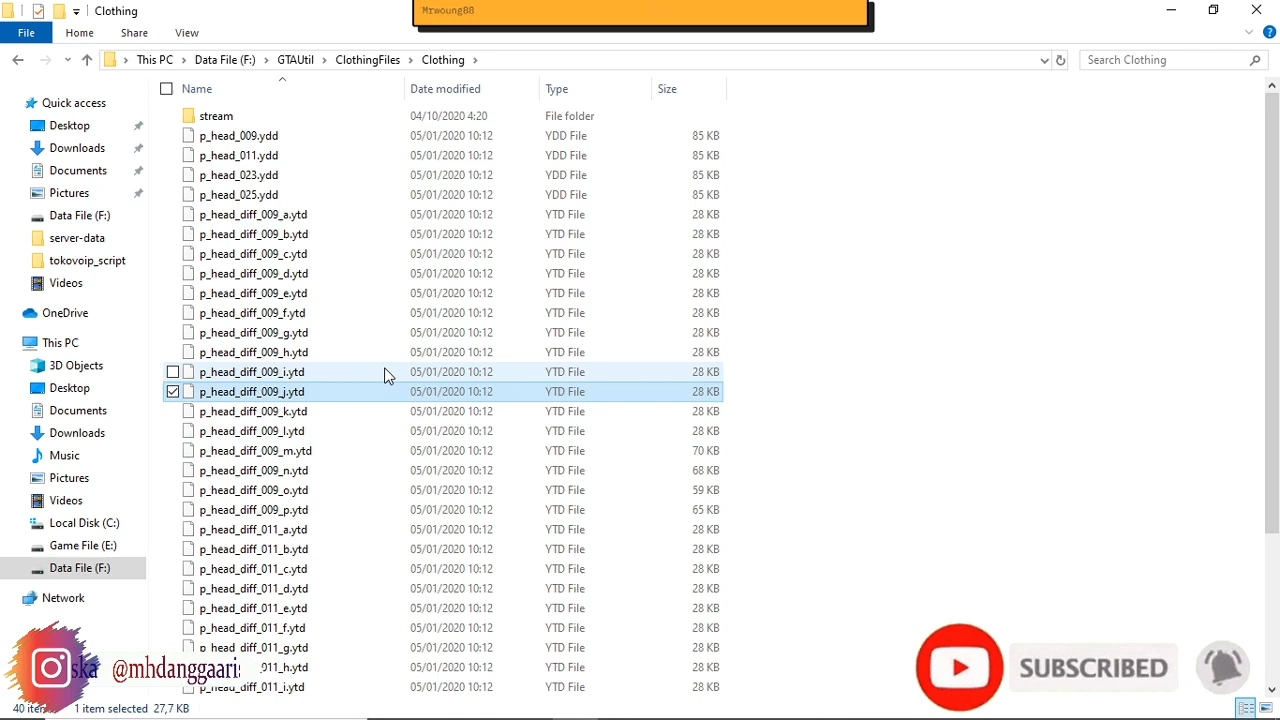 Clothing
Mrwoung88
File Home Share View
This PC Data File (F:) GTAUtil ClothingFiles Clothing
Search Clothing
Name Date modified Type Size
Quick access
Desktop
Downloads
Documents
Pictures
Data File (F:)
server-data
tokovoip_script
Videos
OneDrive
This PC
3D Objects
Desktop
Documents
Downloads
Music
Pictures
Videos
Local Disk (C:)
Game File (E:)
Data File (F:)
Network
stream 04/10/2020 4:20 File folder
p_head_009.ydd 05/01/2020 10:12 YDD File 85 KB
p_head_011.ydd 05/01/2020 10:12 YDD File 85 KB
p_head_023.ydd 05/01/2020 10:12 YDD File 85 KB
p_head_025.ydd 05/01/2020 10:12 YDD File 85 KB
p_head_diff_009_a.ytd 05/01/2020 10:12 YTD File 28 KB
p_head_diff_009_b.ytd 05/01/2020 10:12 YTD File 28 KB
p_head_diff_009_c.ytd 05/01/2020 10:12 YTD File 28 KB
p_head_diff_009_d.ytd 05/01/2020 10:12 YTD File 28 KB
p_head_diff_009_e.ytd 05/01/2020 10:12 YTD File 28 KB
p_head_diff_009_f.ytd 05/01/2020 10:12 YTD File 28 KB
p_head_diff_009_g.ytd 05/01/2020 10:12 YTD File 28 KB
p_head_diff_009_h.ytd 05/01/2020 10:12 YTD File 28 KB
p_head_diff_009_i.ytd 05/01/2020 10:12 YTD File 28 KB
p_head_diff_009_j.ytd 05/01/2020 10:12 YTD File 28 KB
p_head_diff_009_k.ytd 05/01/2020 10:12 YTD File 28 KB
p_head_diff_009_l.ytd 05/01/2020 10:12 YTD File 28 KB
p_head_diff_009_m.ytd 05/01/2020 10:12 YTD File 70 KB
p_head_diff_009_n.ytd 05/01/2020 10:12 YTD File 68 KB
p_head_diff_009_o.ytd 05/01/2020 10:12 YTD File 59 KB
p_head_diff_009_p.ytd 05/01/2020 10:12 YTD File 65 KB
p_head_diff_011_a.ytd 05/01/2020 10:12 YTD File 28 KB
p_head_diff_011_b.ytd 05/01/2020 10:12 YTD File 28 KB
p_head_diff_011_c.ytd 05/01/2020 10:12 YTD File 28 KB
p_head_diff_011_d.ytd 05/01/2020 10:12 YTD File 28 KB
p_head_diff_011_e.ytd 05/01/2020 10:12 YTD File 28 KB
p_head_diff_011_f.ytd 05/01/2020 10:12 YTD File 28 KB
p_head_diff_011_g.ytd 05/01/2020 10:12 YTD File 28 KB
_011_h.ytd 05/01/2020 10:12 YTD File 28 KB
p_head_diff_011_i.ytd 05/01/2020 10:12 YTD File 28 KB
ska @mhdanggaari
SUBSCRIBED
40 item 1 item selected 27,7 KB